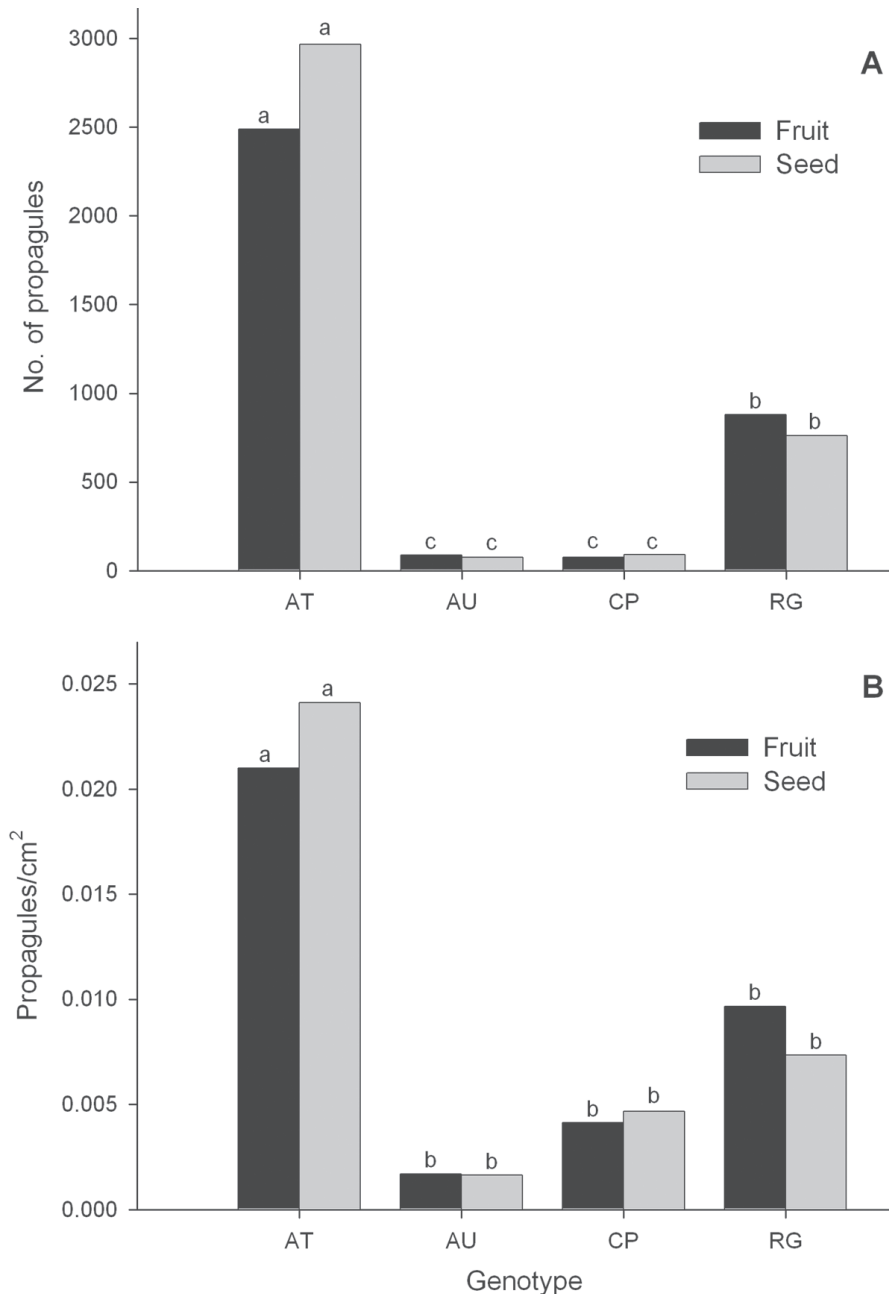 A
Fruit
Seed
No. of propagules
3000
2500
2000
1500
1000
500
0
a
a
c
c
c
c
b
b
AT
AU
CP
RG
B
Fruit
Seed
Propagules/cm²
0.025
0.020
0.015
0.010
0.005
0.000
a
a
b
b
b
b
b
b
AT
AU
CP
RG
Genotype